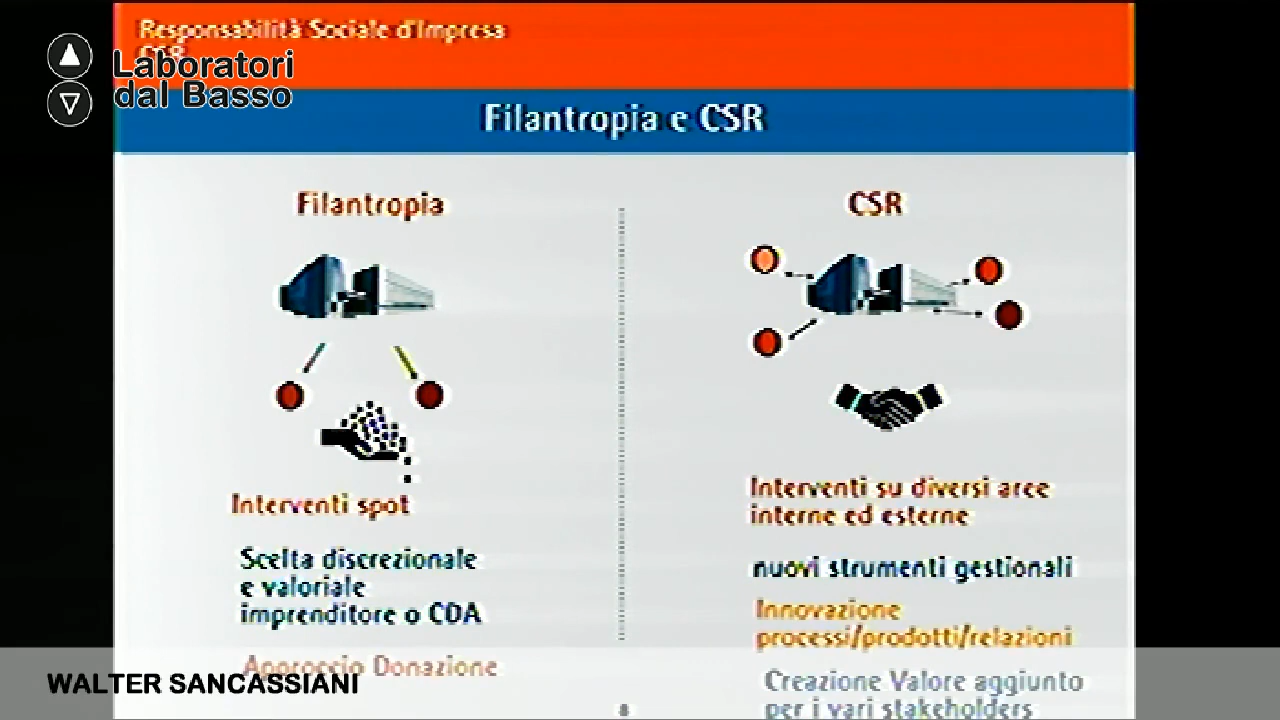 Responsabilità Sociale d'Impresa
CSR
Laboratori
dal Basso
Filantropia e CSR
Filantropia
Interventi spot
Scelta discrezionale
e valoriale
imprenditore o CDA
Approccio Donazione
CSR
Interventi su diversi aree
interne ed esterne
nuovi strumenti gestionali
Innovazione
processi/prodotti/relazioni
Creazione Valore aggiunto
per i vari stakeholders
8
WALTER SANCASSIANI